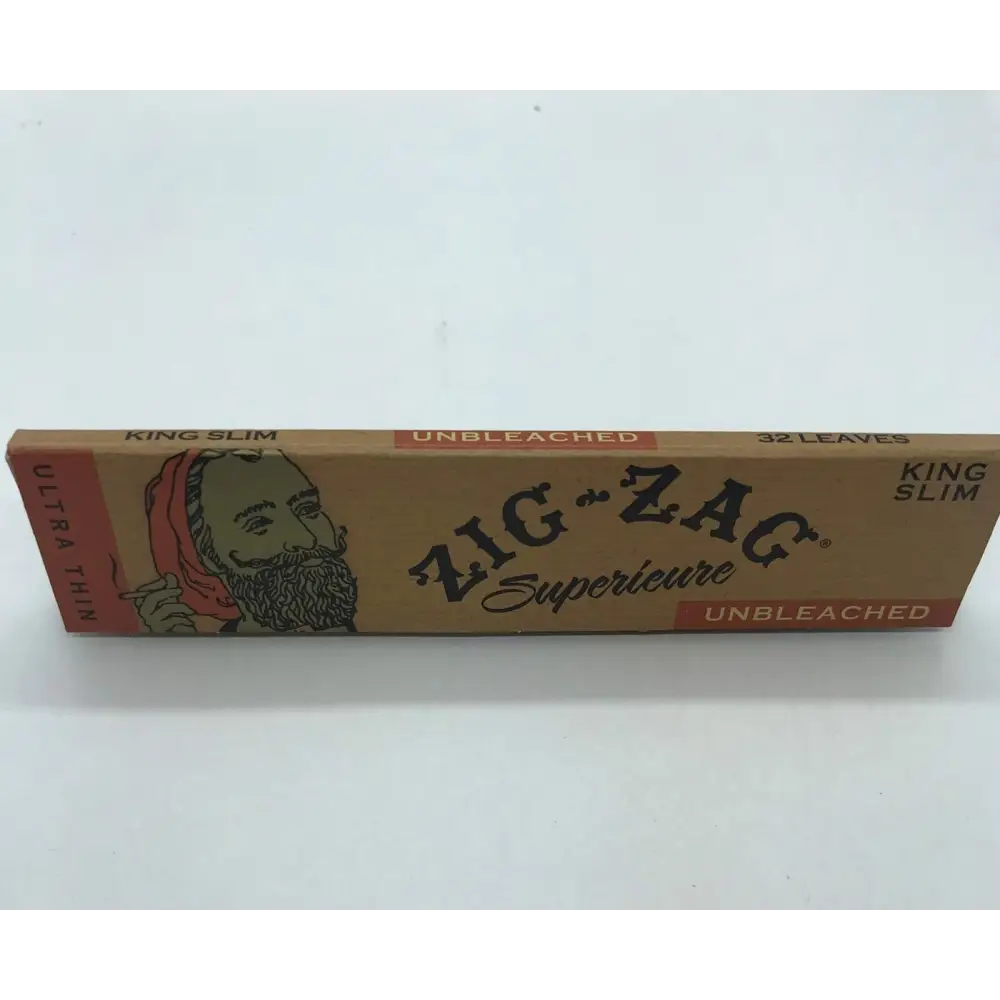 KING SLIM
UNBLEACHED
32 LEAVES
ULTRA THIN
ZIG-ZAG®
Superieure
KING
SLIM
UNBLEACHED